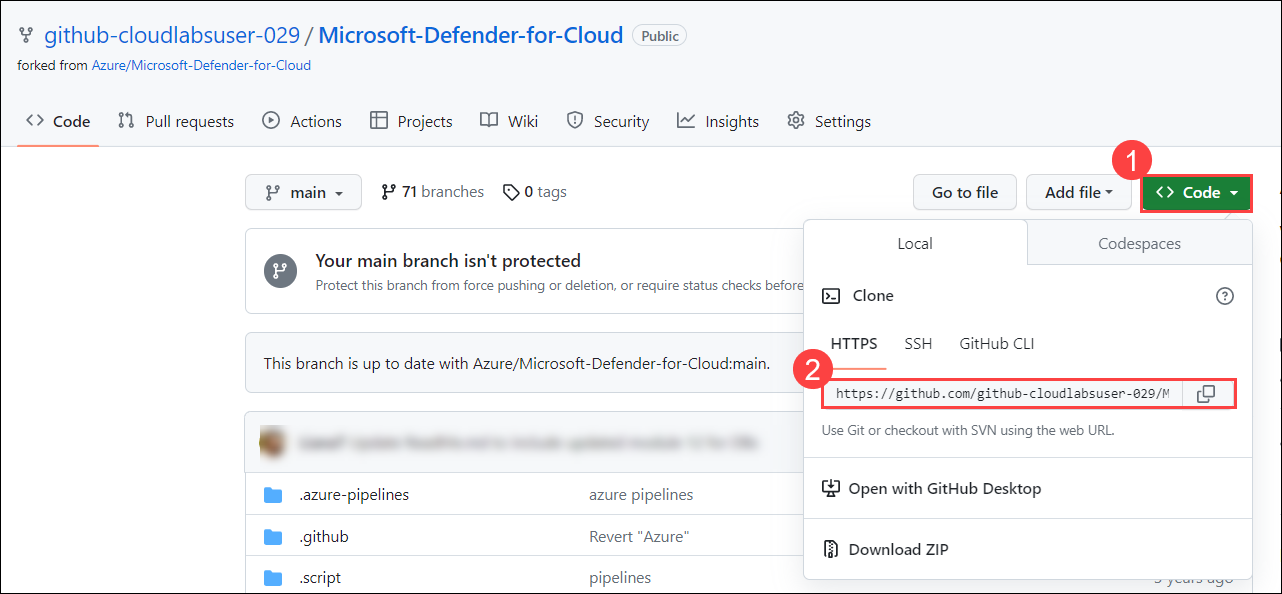 github-cloudlabsuser-029 / Microsoft-Defender-for-Cloud Public
forked from Azure/Microsoft-Defender-for-Cloud
Code Pull requests Actions Projects Wiki Security Insights Settings
1
main 71 branches 0 tags Go to file Add file Code
Local Codespaces
Your main branch isn't protected
Protect this branch from force pushing or deletion, or require status checks before
Clone
HTTPS SSH GitHub CLI
This branch is up to date with Azure/Microsoft-Defender-for-Cloud:main.
2
https://github.com/github-cloudlabsuser-029/M
Use Git or checkout with SVN using the web URL.
.azure-pipelines azure pipelines
Open with GitHub Desktop
.github Revert "Azure"
Download ZIP
.script pipelines 3 years ago